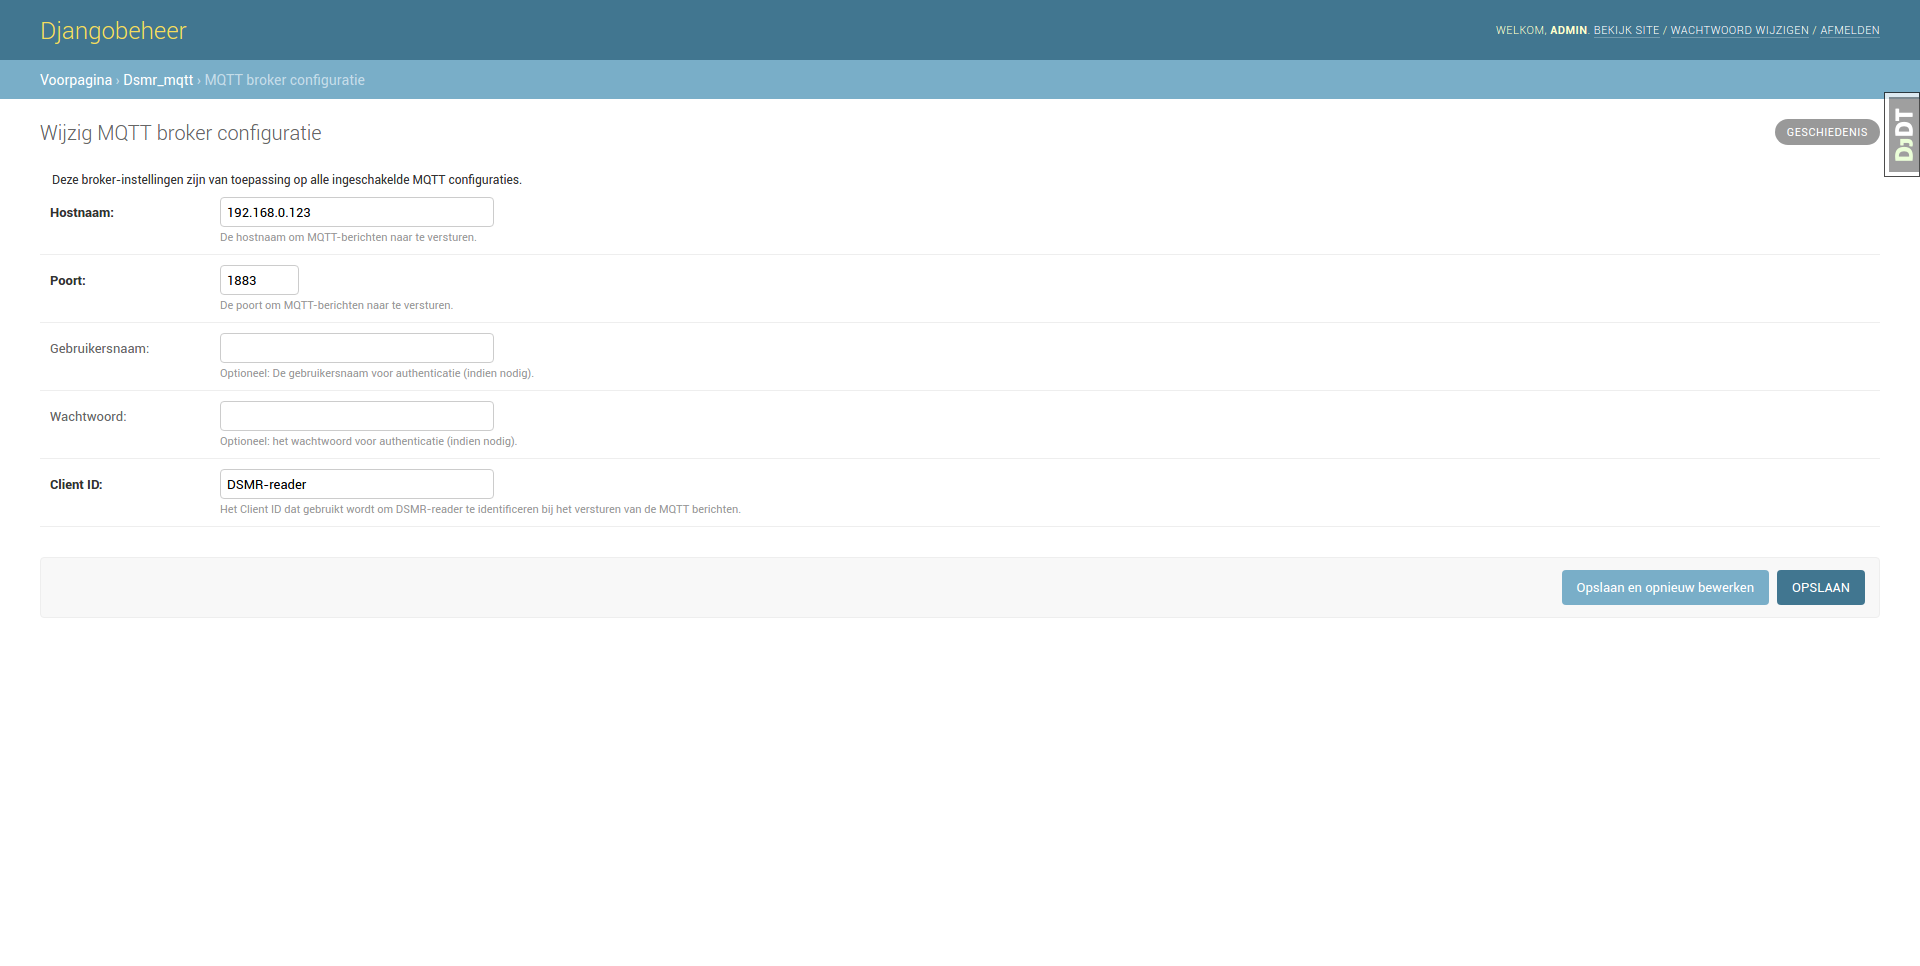 Djangobeheer
WELKOM, ADMIN. BEKIJK SITE / WACHTWOORD WIJZIGEN / AFMELDEN
Voorpagina › Dsmr_mqtt › MQTT broker configuratie
Wijzig MQTT broker configuratie
GESCHIEDENIS
DJDT
Deze broker-instellingen zijn van toepassing op alle ingeschakelde MQTT configuraties.
Hostnaam: 192.168.0.123
De hostnaam om MQTT-berichten naar te versturen.
Poort: 1883
De poort om MQTT-berichten naar te versturen.
Gebruikersnaam:
Optioneel: De gebruikersnaam voor authenticatie (indien nodig).
Wachtwoord:
Optioneel: het wachtwoord voor authenticatie (indien nodig).
Client ID: DSMR-reader
Het Client ID dat gebruikt wordt om DSMR-reader te identificeren bij het versturen van de MQTT berichten.
Opslaan en opnieuw bewerken OPSLAAN